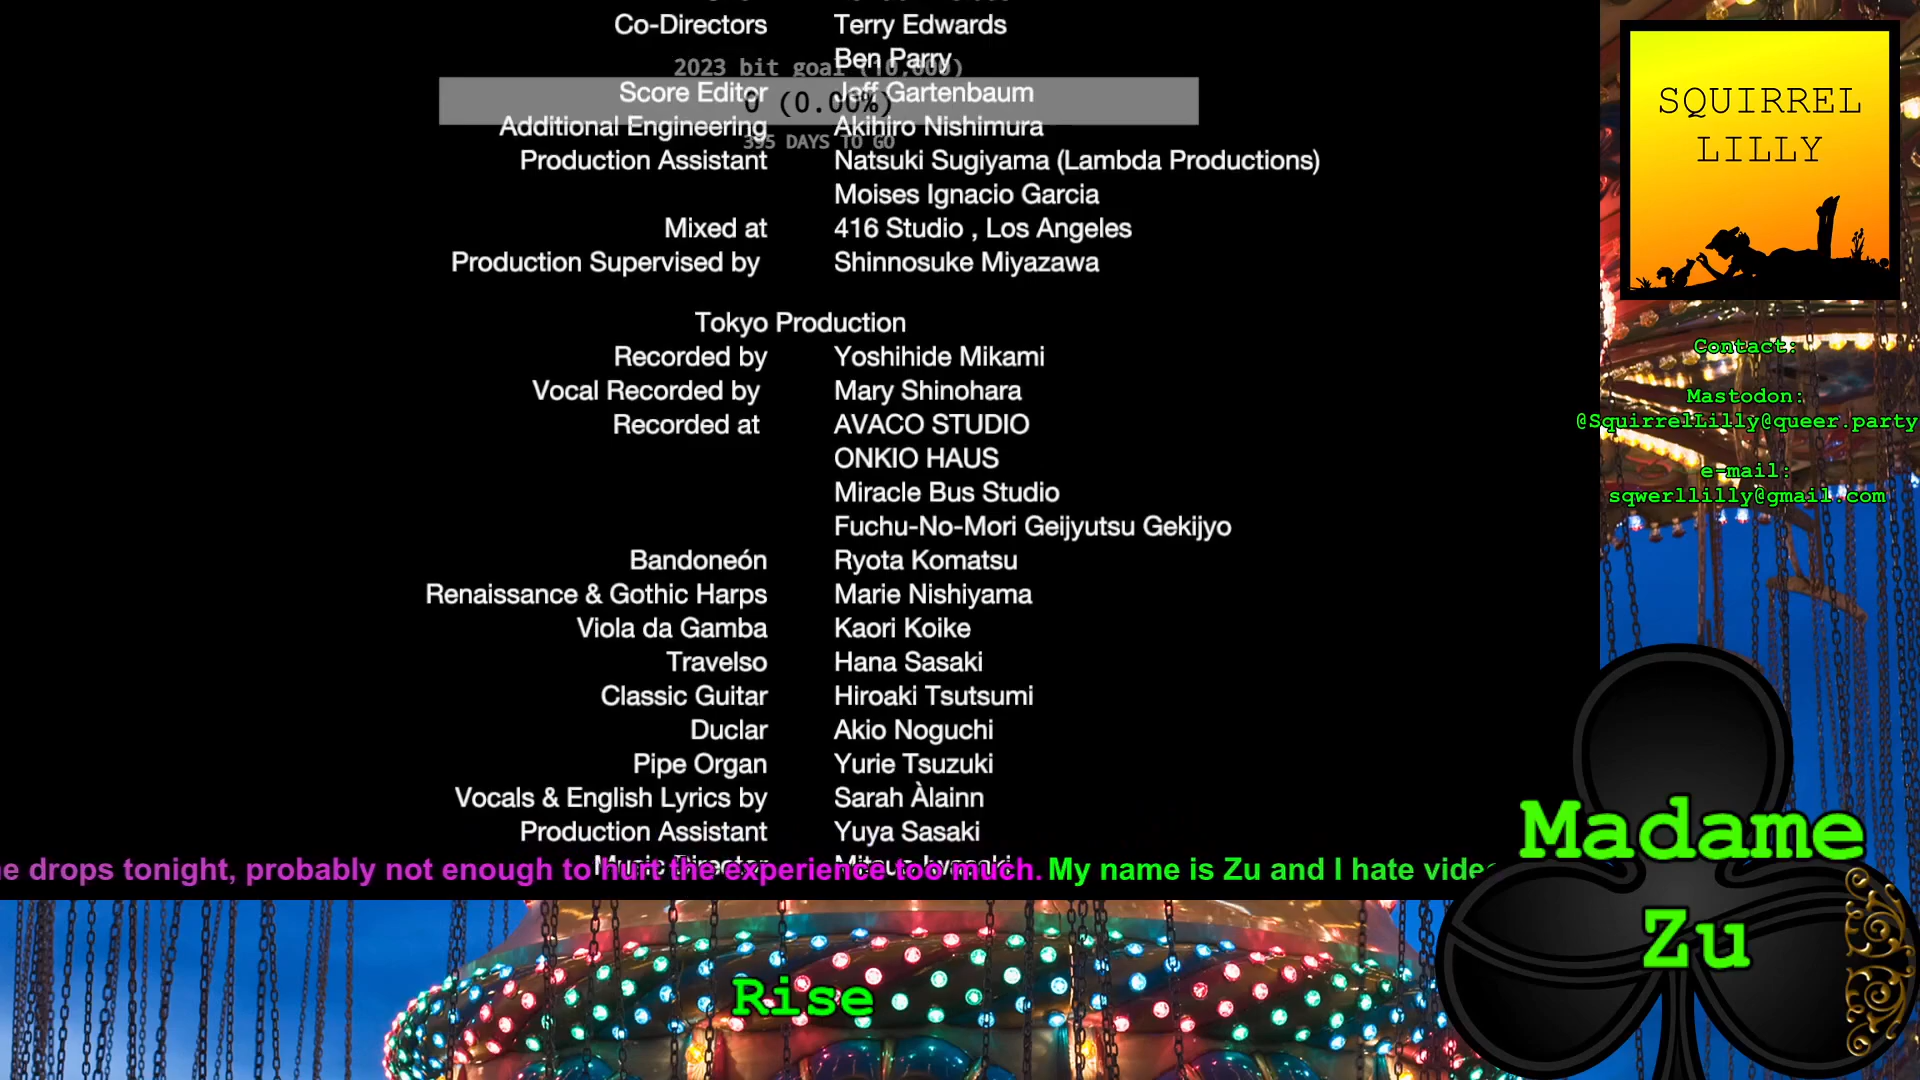 Co-Directors Terry Edwards
Ben Parry
2023 bit goal (10,000)
Score Editor Jeff Gartenbaum
0 (0.00%)
Additional Engineering Akihiro Nishimura
395 DAYS TO GO
Production Assistant Natsuki Sugiyama (Lambda Productions)
Moises Ignacio Garcia
Mixed at 416 Studio , Los Angeles
Production Supervised by Shinnosuke Miyazawa
Tokyo Production
Recorded by Yoshihide Mikami
Vocal Recorded by Mary Shinohara
Recorded at AVACO STUDIO
ONKIO HAUS
Miracle Bus Studio
Fuchu-No-Mori Geijyutsu Gekijyo
Bandoneón Ryota Komatsu
Renaissance & Gothic Harps Marie Nishiyama
Viola da Gamba Kaori Koike
Travelso Hana Sasaki
Classic Guitar Hiroaki Tsutsumi
Duclar Akio Noguchi
Pipe Organ Yurie Tsuzuki
Vocals & English Lyrics by Sarah Àlainn
Production Assistant Yuya Sasaki
Music Director
drops tonight, probably not enough to hurt the experience too much. My name is Zu and I hate
Rise
SQUIRREL
LILLY
Contact:
Mastodon:
@SquirrelLilly@queer.party
e-mail:
sqwerllilly@gmail.com
Madame
Zu